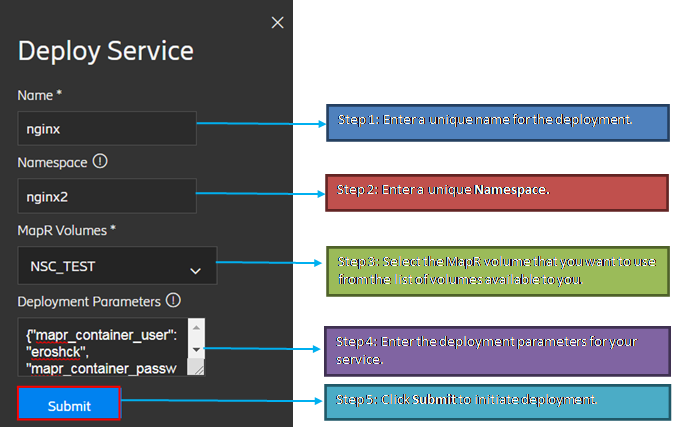 Deploy Service
Name *
nginx
Step 1: Enter a unique name for the deployment.
Namespace
nginx2
Step 2: Enter a unique Namespace.
MapR Volumes *
NSC_TEST
Step 3: Select the MapR volume that you want to use
from the list of volumes available to you.
Deployment Parameters
{"mapr_container_user":
"eroshck",
"mapr_container_passw
Step 4: Enter the deployment parameters for your
service.
Submit
Step 5: Click Submit to initiate deployment.